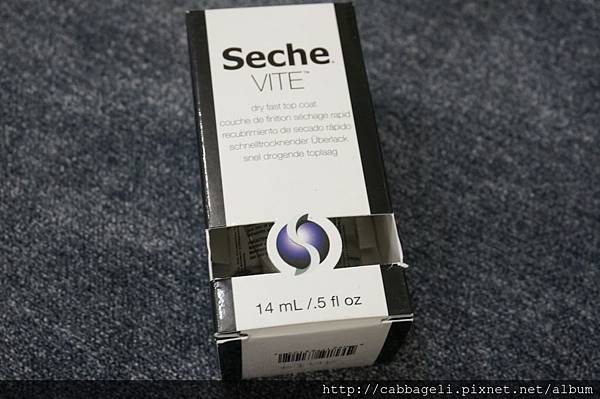 Seche.
VITE™
dry fast top coat
couche de finition séchage rapid
recubrimiento de secado rápido
schnelltrocknender Überlack
snel drogende toplaag
14 mL /.5 fl oz
http://cabbageli.pixnet.net/album